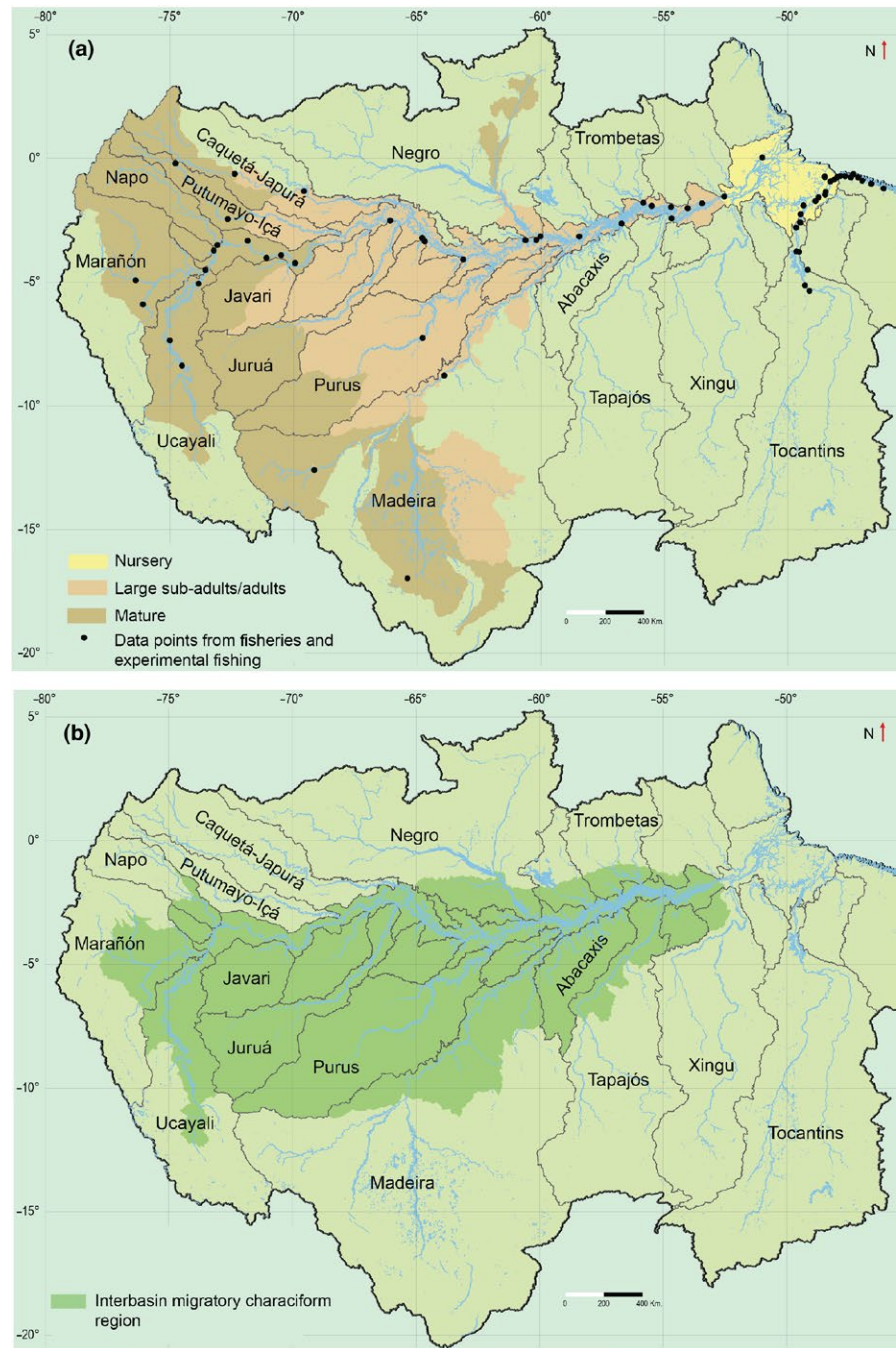 −80° −75° −70° −65° −60° −55° −50°
5°
(a)
N
Caquetá-Japurá
Negro
Trombetas
0°
Napo
Putumayo-Içá
Marañón
−5°
Javari
Abacaxis
Juruá
Purus
Tapajós
Xingu
−10°
Ucayali
Tocantins
Madeira
−15°
Nursery
Large sub-adults/adults
Mature
0 200 400 Km.
Data points from fisheries and
experimental fishing
−20°
−80° −75° −70° −65° −60° −55° −50°
5°
(b)
N
Caquetá-Japurá
Negro
Trombetas
0°
Napo
Putumayo-Içá
Marañón
−5°
Javari
Abacaxis
Juruá
Purus
Tapajós
Xingu
−10°
Ucayali
Tocantins
Madeira
−15°
0 200 400 Km.
Interbasin migratory characiform
region
−20°